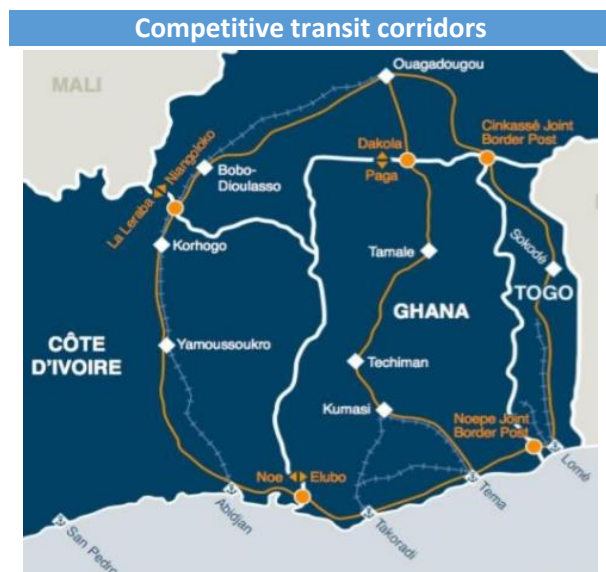 Competitive transit corridors
Ouagadougou
MALI
Cinkassé Joint
Border Post
Dakola
Paga
Bobo-
Dioulasso
La Leraba
Niangoloko
Korhogo
Tamale
Sokodé
TOGO
GHANA
CÔTE
D'IVOIRE
Yamoussoukro
Techiman
Kumasi
Noepe Joint
Border Post
Lomé
Noe
Elubo
Tema
Abidjan
Takoradi
San Pedro